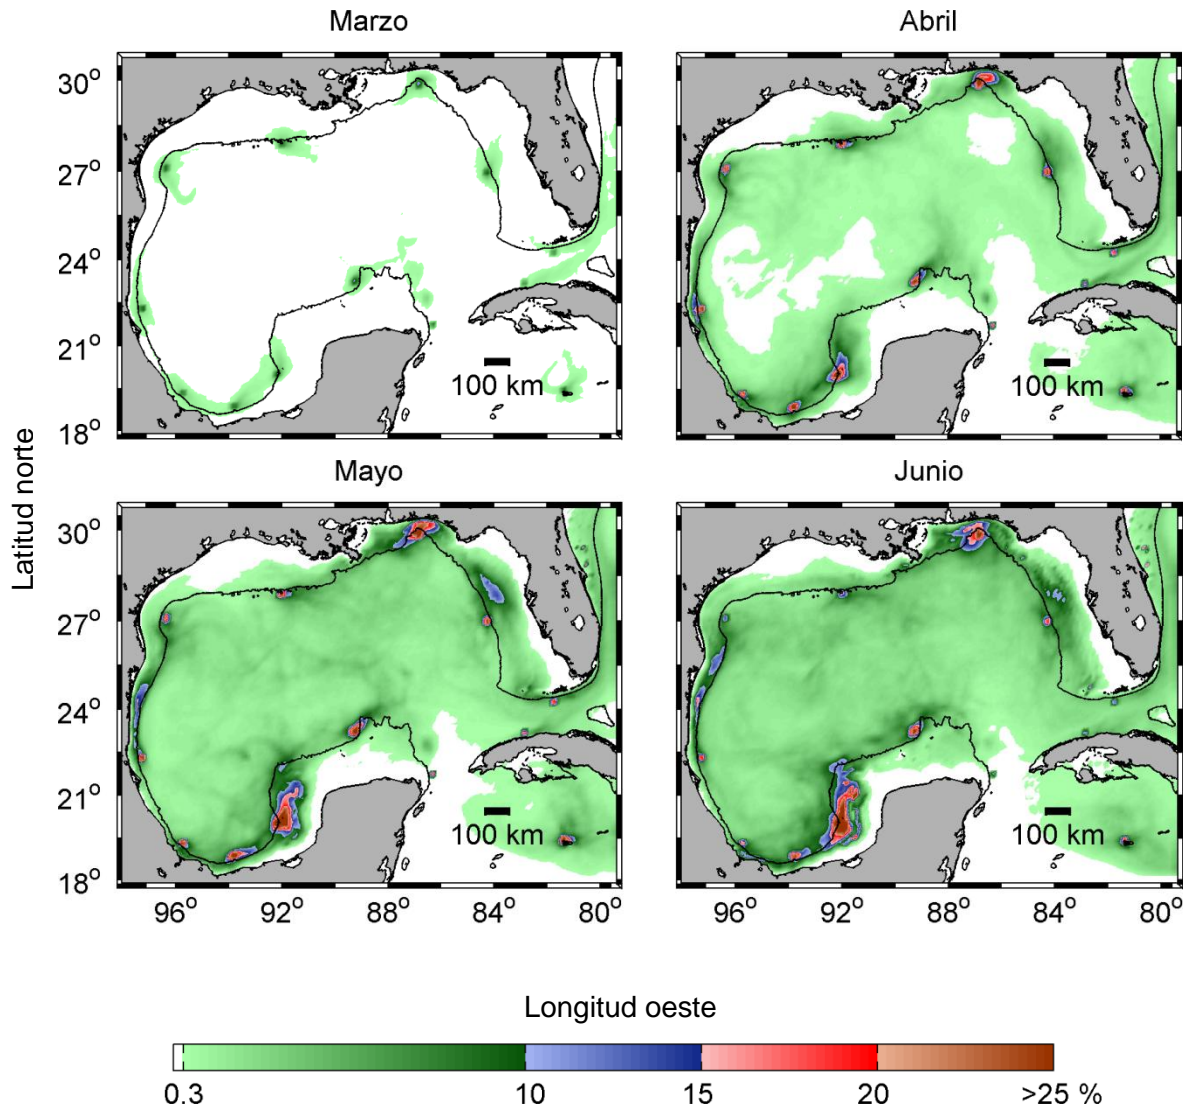 Marzo
Abril
30°
27°
24°
21°
18°
100 km
100 km
Latitud norte
Mayo
Junio
30°
27°
24°
21°
18°
100 km
100 km
96° 92° 88° 84° 80°
96° 92° 88° 84° 80°
Longitud oeste
0.3 10 15 20 >25 %